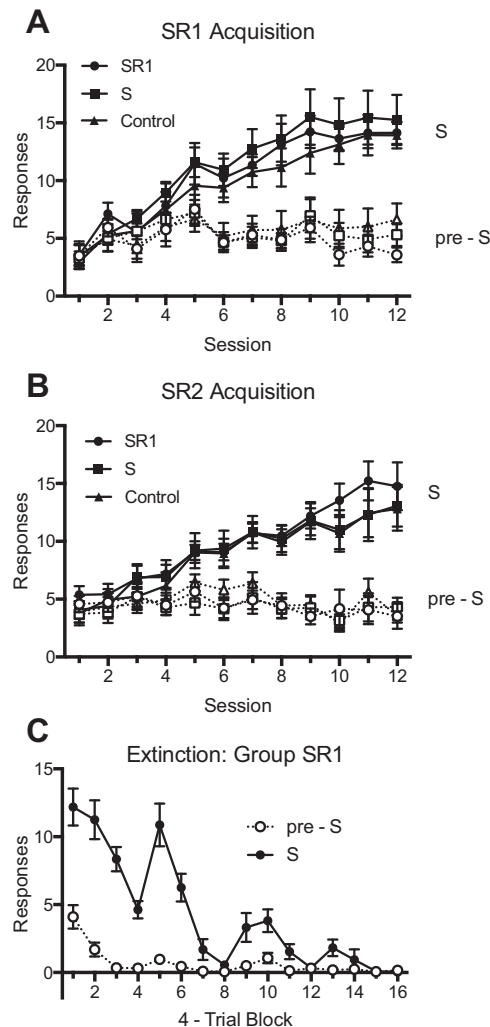 A
SR1 Acquisition
20
15
10
5
0
Responses
SR1
S
Control
S
pre - S
2 4 6 8 10 12
Session
B
SR2 Acquisition
20
15
10
5
0
Responses
SR1
S
Control
S
pre - S
2 4 6 8 10 12
Session
C
Extinction: Group SR1
15
10
5
0
Responses
pre - S
S
2 4 6 8 10 12 14 16
4 - Trial Block